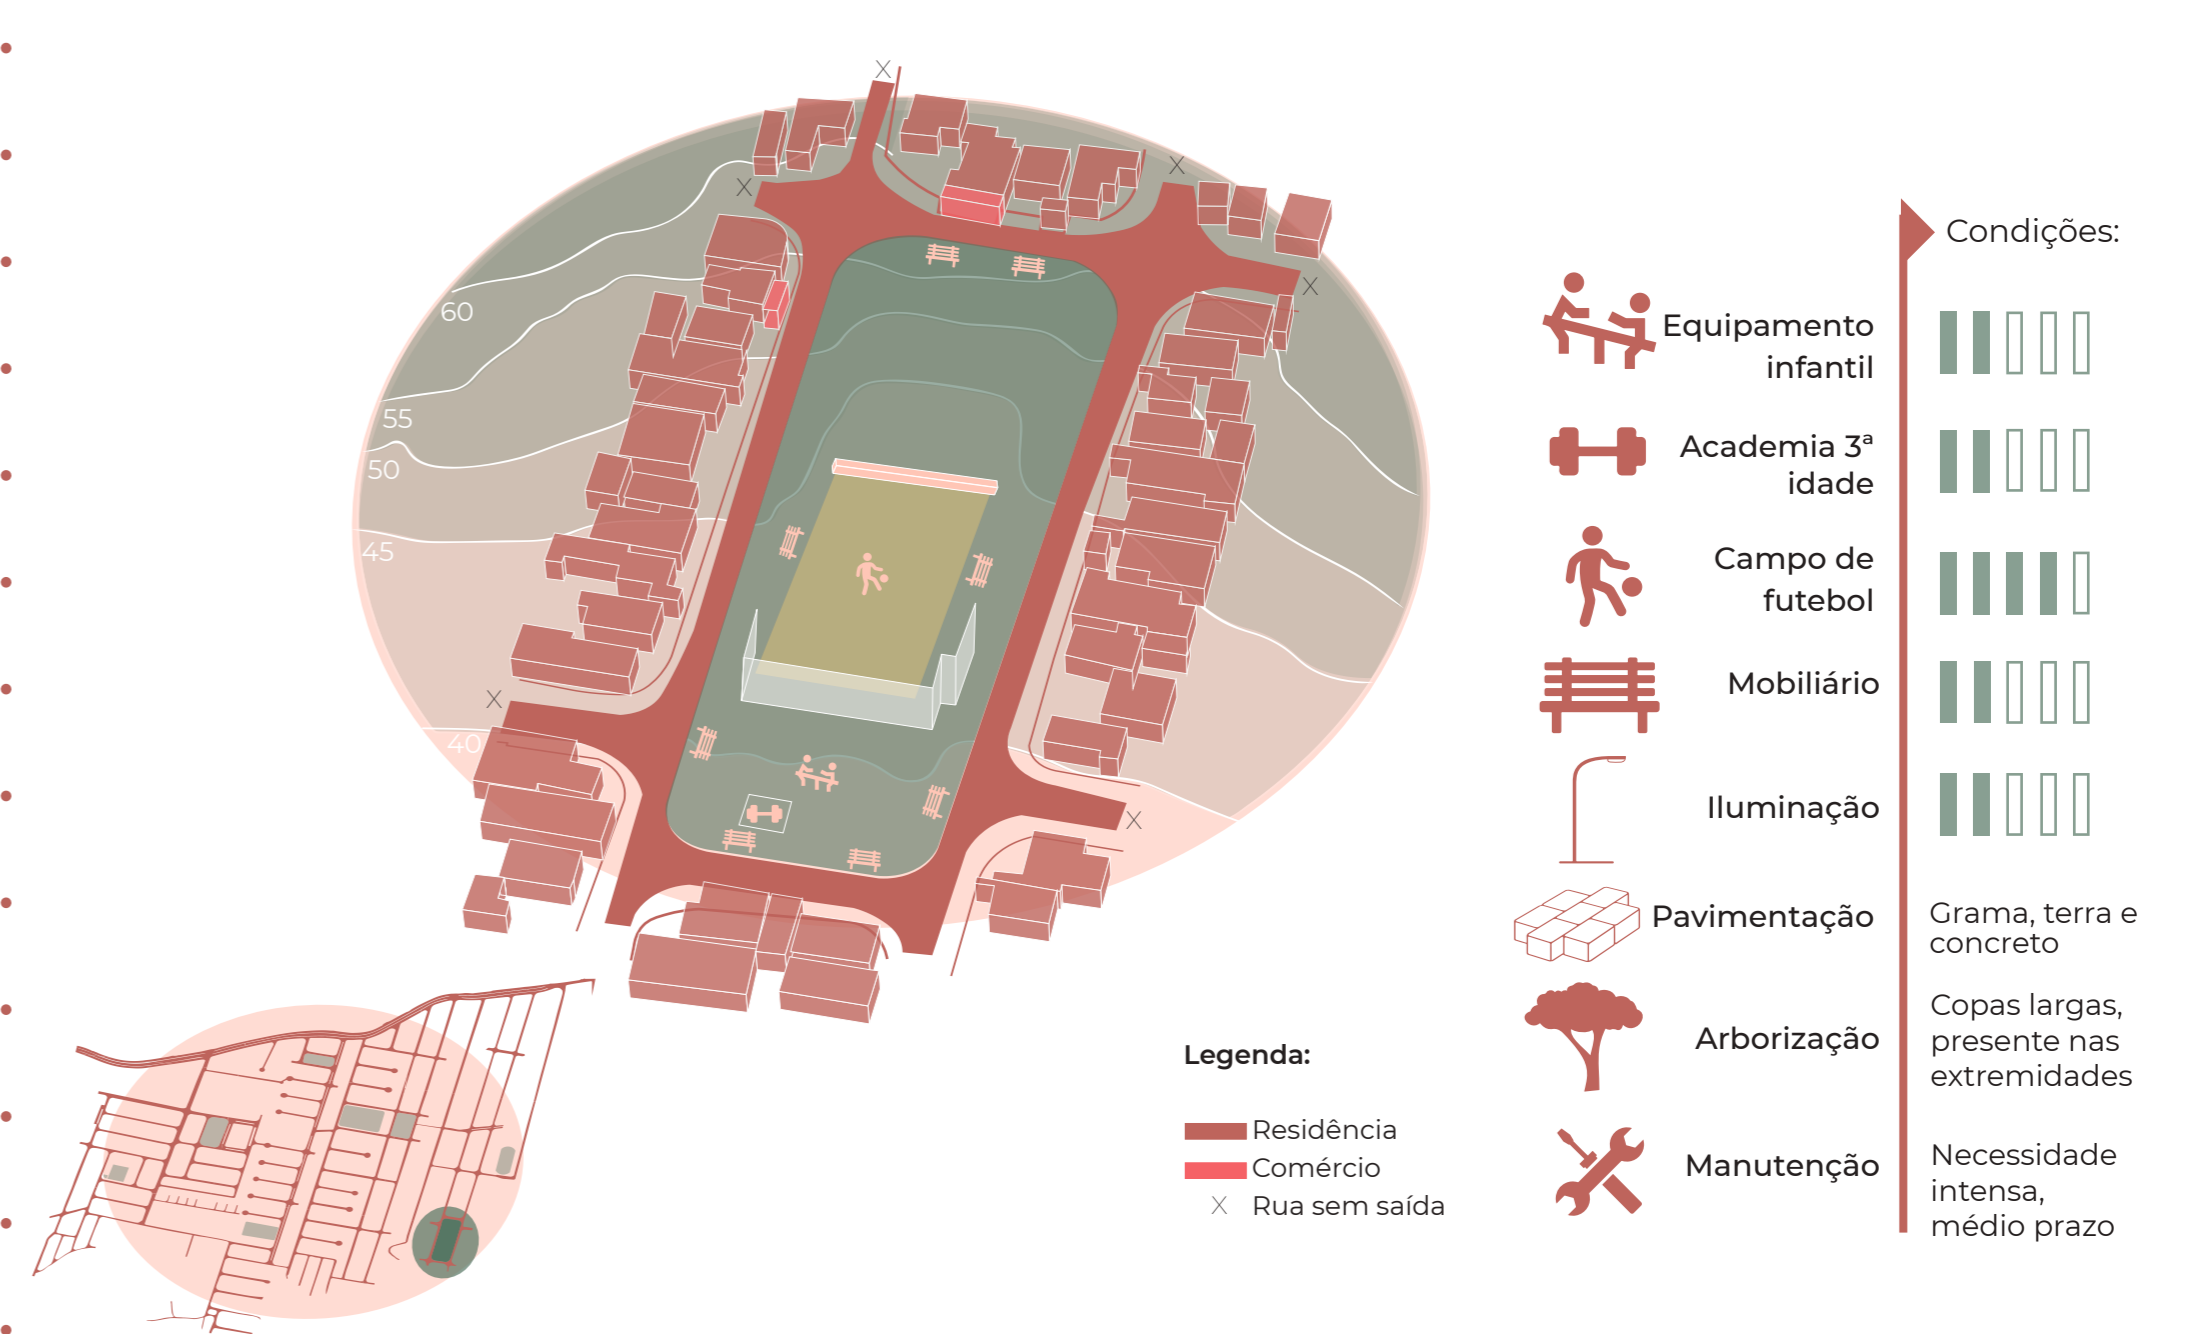 X
X
X
X
X
X
60
55
50
45
40
Legenda:
Residência
Comércio
X Rua sem saída
Condições:
Equipamento
infantil
Academia 3ª
idade
Campo de
futebol
Mobiliário
Iluminação
Pavimentação
Grama, terra e
concreto
Arborização
Copas largas,
presente nas
extremidades
Manutenção
Necessidade
intensa,
médio prazo